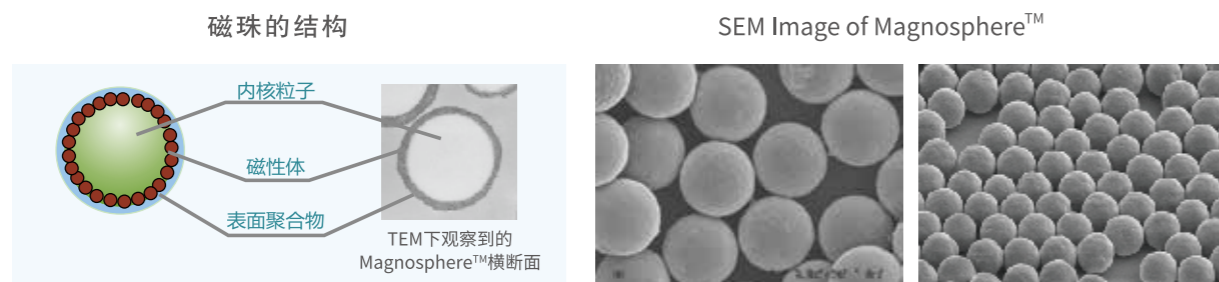 磁珠的结构
SEM Image of Magnosphere™
内核粒子
磁性体
表面聚合物
TEM下观察到的
Magnosphere™横断面